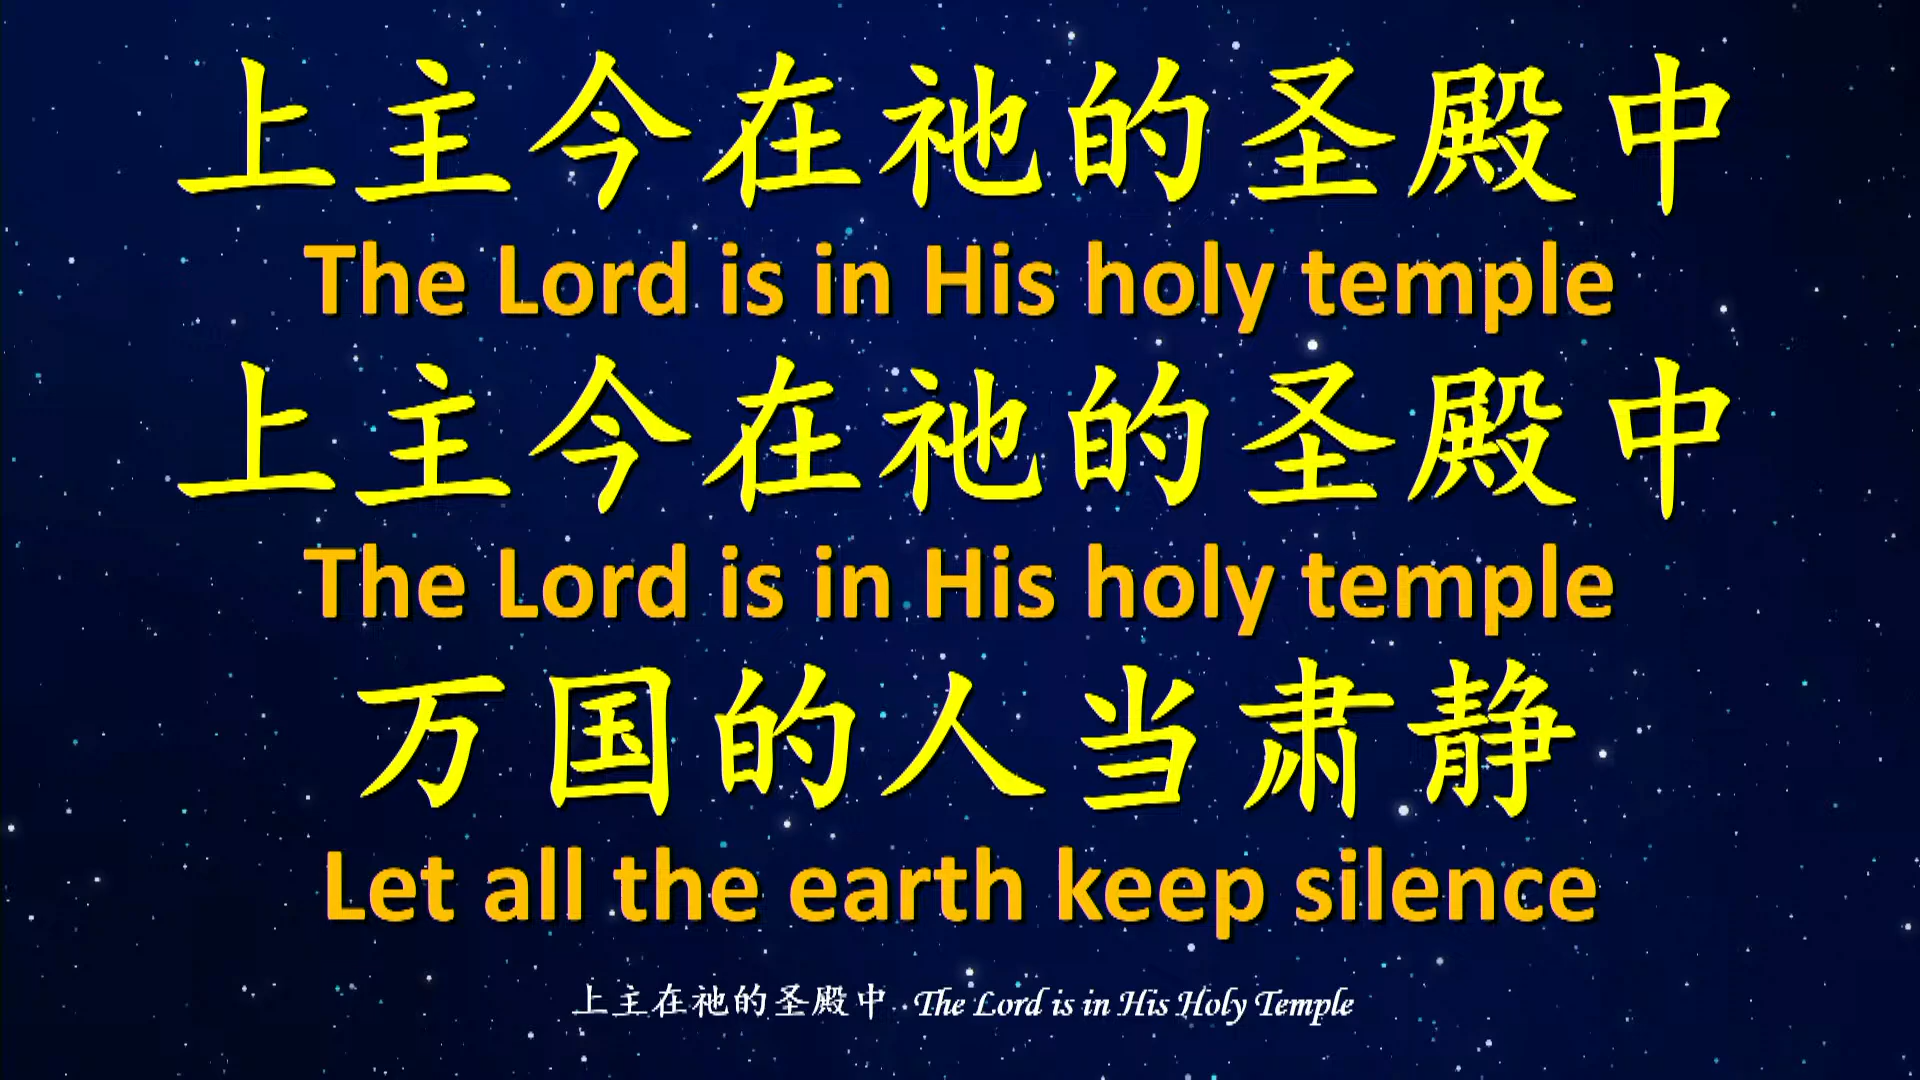 上主今在祂的圣殿中
The Lord is in His holy temple
上主今在祂的圣殿中
The Lord is in His holy temple
万国的人当肃静
Let all the earth keep silence
上主在祂的圣殿中 The Lord is in His Holy Temple